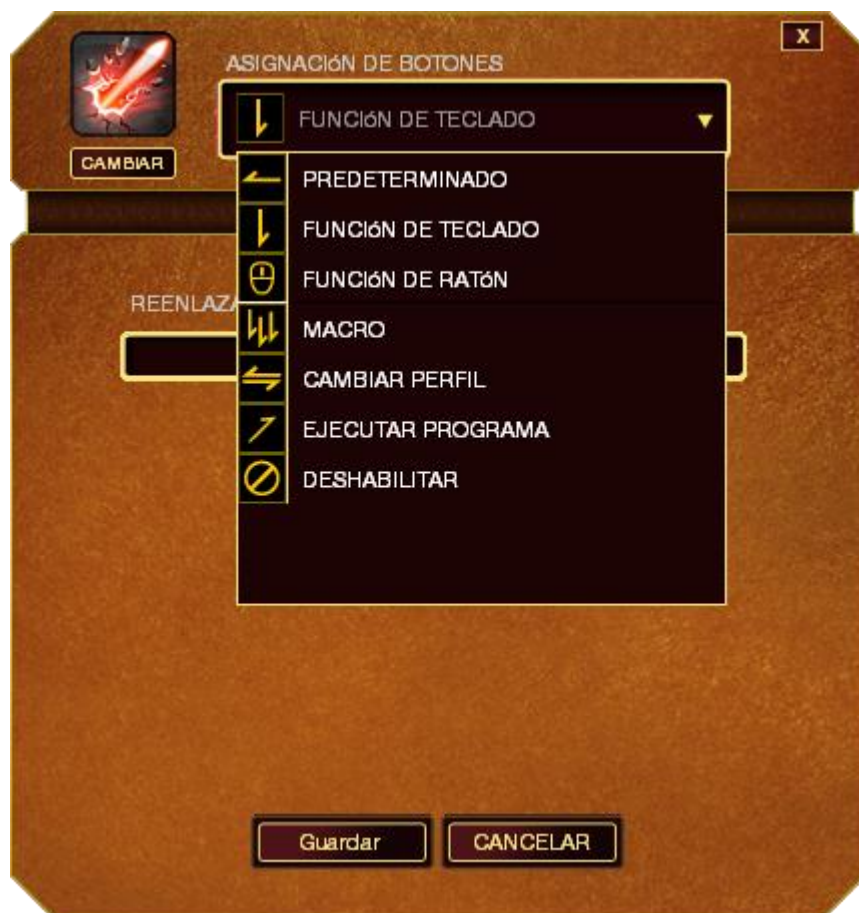 X
ASIGNACIóN DE BOTONES
FUNCIóN DE TECLADO
CAMBIAR
PREDETERMINADO
FUNCIóN DE TECLADO
FUNCIóN DE RATóN
REENLAZA
MACRO
CAMBIAR PERFIL
EJECUTAR PROGRAMA
DESHABILITAR
Guardar
CANCELAR